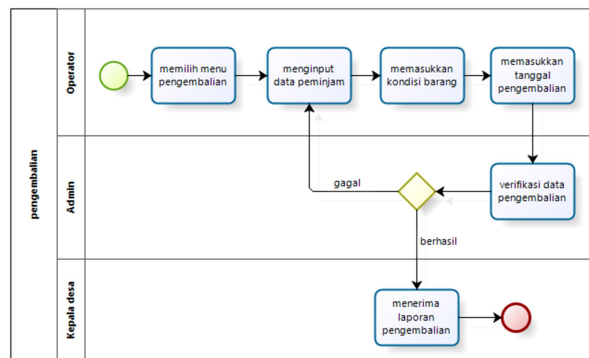 pengembalian
Operator
memilih menu
pengembalian
menginput
data peminjam
memasukkan
kondisi barang
memasukkan
tanggal
pengembalian
Admin
gagal
verifikasi data
pengembalian
berhasil
Kepala desa
menerima
laporan
pengembalian